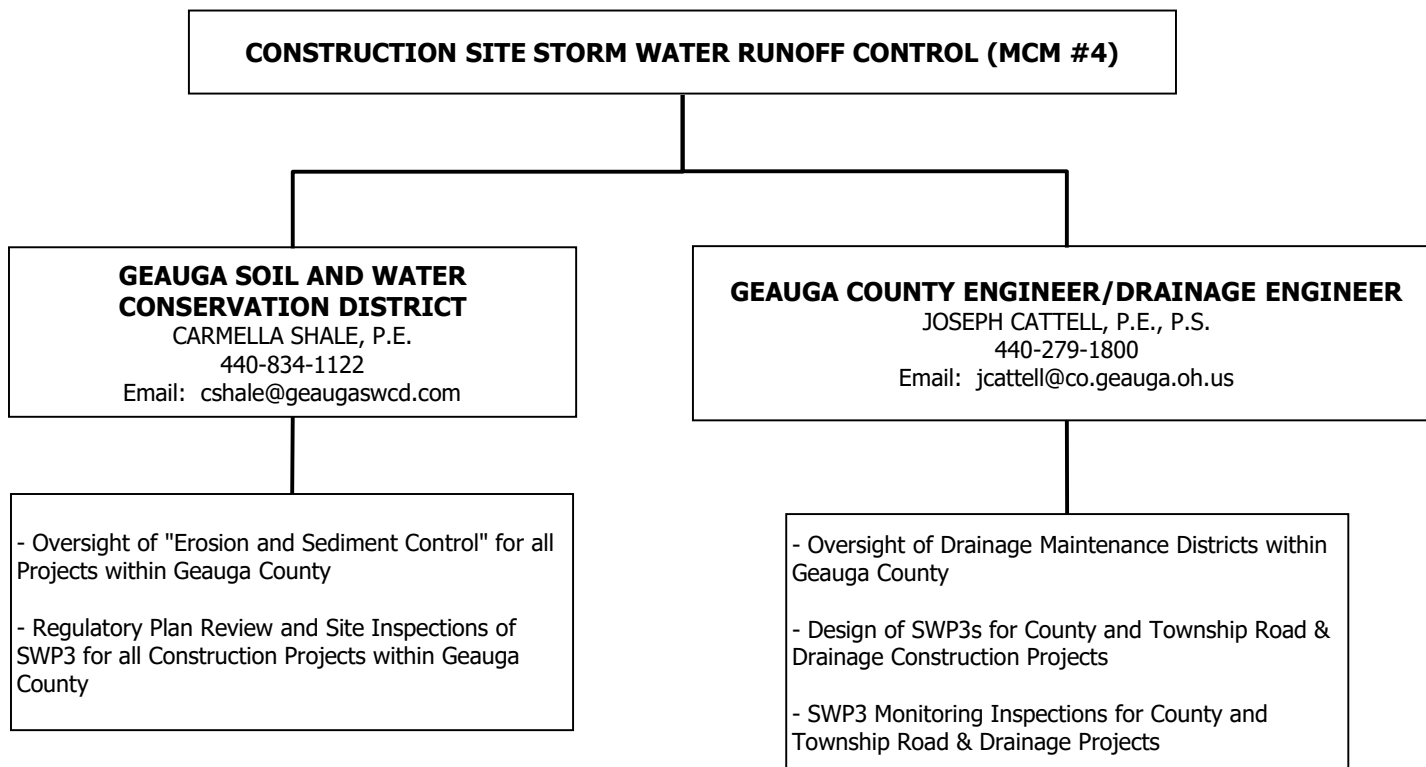 CONSTRUCTION SITE STORM WATER RUNOFF CONTROL (MCM #4)
GEAUGA SOIL AND WATER
CONSERVATION DISTRICT
CARMELLA SHALE, P.E.
440-834-1122
Email: cshale@geaugaswcd.com
GEAUGA COUNTY ENGINEER/DRAINAGE ENGINEER
JOSEPH CATTELL, P.E., P.S.
440-279-1800
Email: jcattell@co.geauga.oh.us
- Oversight of "Erosion and Sediment Control" for all
Projects within Geauga County
- Regulatory Plan Review and Site Inspections of
SWP3 for all Construction Projects within Geauga
County
- Oversight of Drainage Maintenance Districts within
Geauga County
- Design of SWP3s for County and Township Road &
Drainage Construction Projects
- SWP3 Monitoring Inspections for County and
Township Road & Drainage Projects